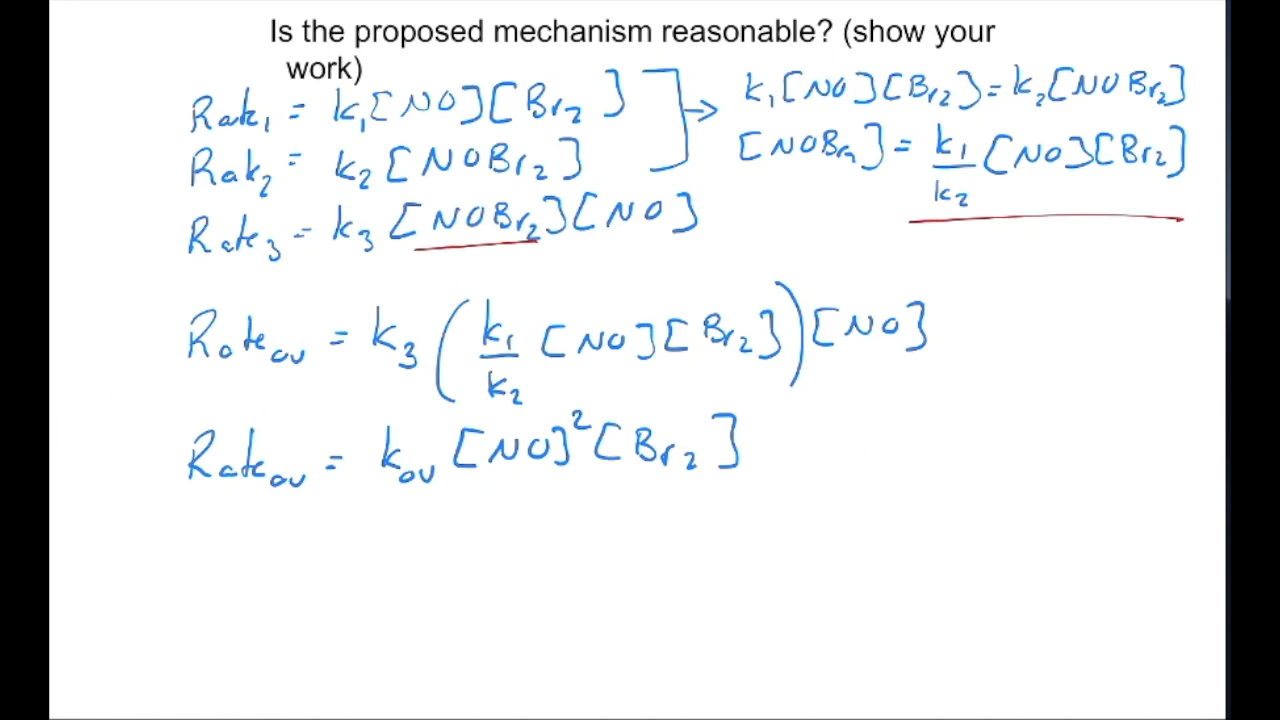 Is the proposed mechanism reasonable? (show your
work)
Rate₁ = k₁[NO][Br₂]
Rate₂ = k₂[NOBr₂]
Rate₃ = k₃[NOBr₂][NO]
k₁[NO][Br₂] = k₂[NOBr₂]
[NOBr₂] = k₁/k₂ [NO][Br₂]
Rateₒᵥ = k₃ (k₁/k₂ [NO][Br₂]) [NO]
Rateₒᵥ = kₒᵥ [NO]² [Br₂]